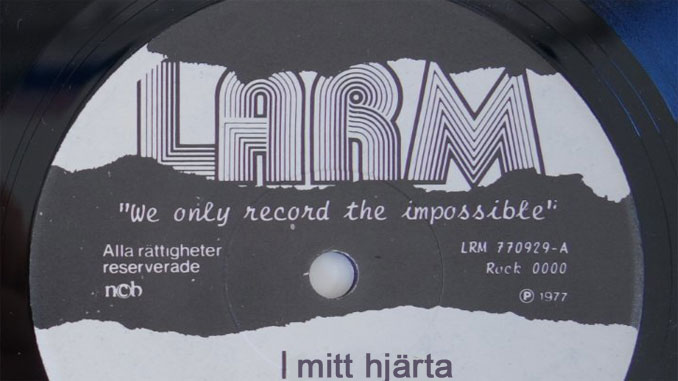 LARM
"We only record the impossible"
Alla rättigheter
reserverade
ncb
LRM 770929-A
Rock 0000
Ⓟ 1977
I mitt hjärta